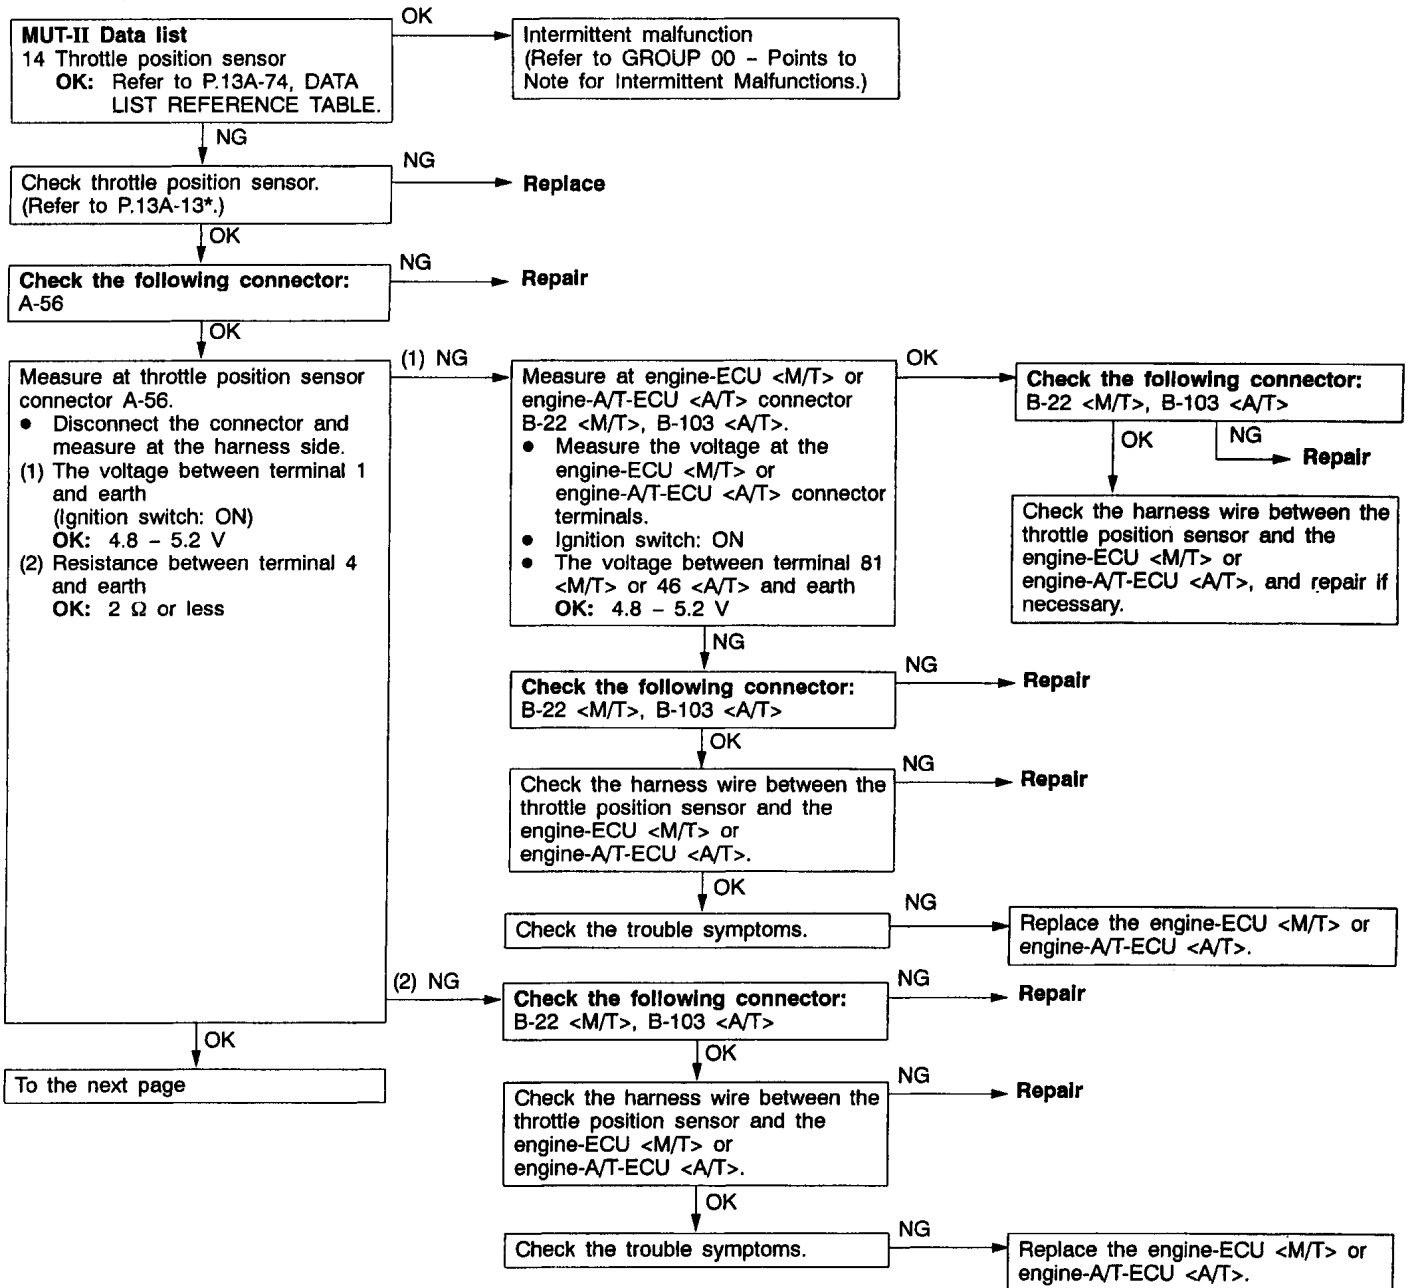 MUT-II Data list
14 Throttle position sensor
OK: Refer to P.13A-74, DATA
LIST REFERENCE TABLE.
OK
Intermittent malfunction
(Refer to GROUP 00 – Points to
Note for Intermittent Malfunctions.)
NG
Check throttle position sensor.
(Refer to P.13A-13*.)
NG
Replace
OK
Check the following connector:
A-56
NG
Repair
OK
Measure at throttle position sensor
connector A-56.
● Disconnect the connector and
measure at the harness side.
(1) The voltage between terminal 1
and earth
(Ignition switch: ON)
OK: 4.8 – 5.2 V
(2) Resistance between terminal 4
and earth
OK: 2 Ω or less
(1) NG
Measure at engine-ECU <M/T> or
engine-A/T-ECU <A/T> connector
B-22 <M/T>, B-103 <A/T>.
● Measure the voltage at the
engine-ECU <M/T> or
engine-A/T-ECU <A/T> connector
terminals.
● Ignition switch: ON
● The voltage between terminal 81
<M/T> or 46 <A/T> and earth
OK: 4.8 – 5.2 V
OK
Check the following connector:
B-22 <M/T>, B-103 <A/T>
OK
NG
Repair
Check the harness wire between the
throttle position sensor and the
engine-ECU <M/T> or
engine-A/T-ECU <A/T>, and repair if
necessary.
NG
Check the following connector:
B-22 <M/T>, B-103 <A/T>
NG
Repair
OK
Check the harness wire between the
throttle position sensor and the
engine-ECU <M/T> or
engine-A/T-ECU <A/T>.
NG
Repair
OK
Check the trouble symptoms.
NG
Replace the engine-ECU <M/T> or
engine-A/T-ECU <A/T>.
(2) NG
Check the following connector:
B-22 <M/T>, B-103 <A/T>
NG
Repair
OK
Check the harness wire between the
throttle position sensor and the
engine-ECU <M/T> or
engine-A/T-ECU <A/T>.
NG
Repair
OK
Check the trouble symptoms.
NG
Replace the engine-ECU <M/T> or
engine-A/T-ECU <A/T>.
OK
To the next page